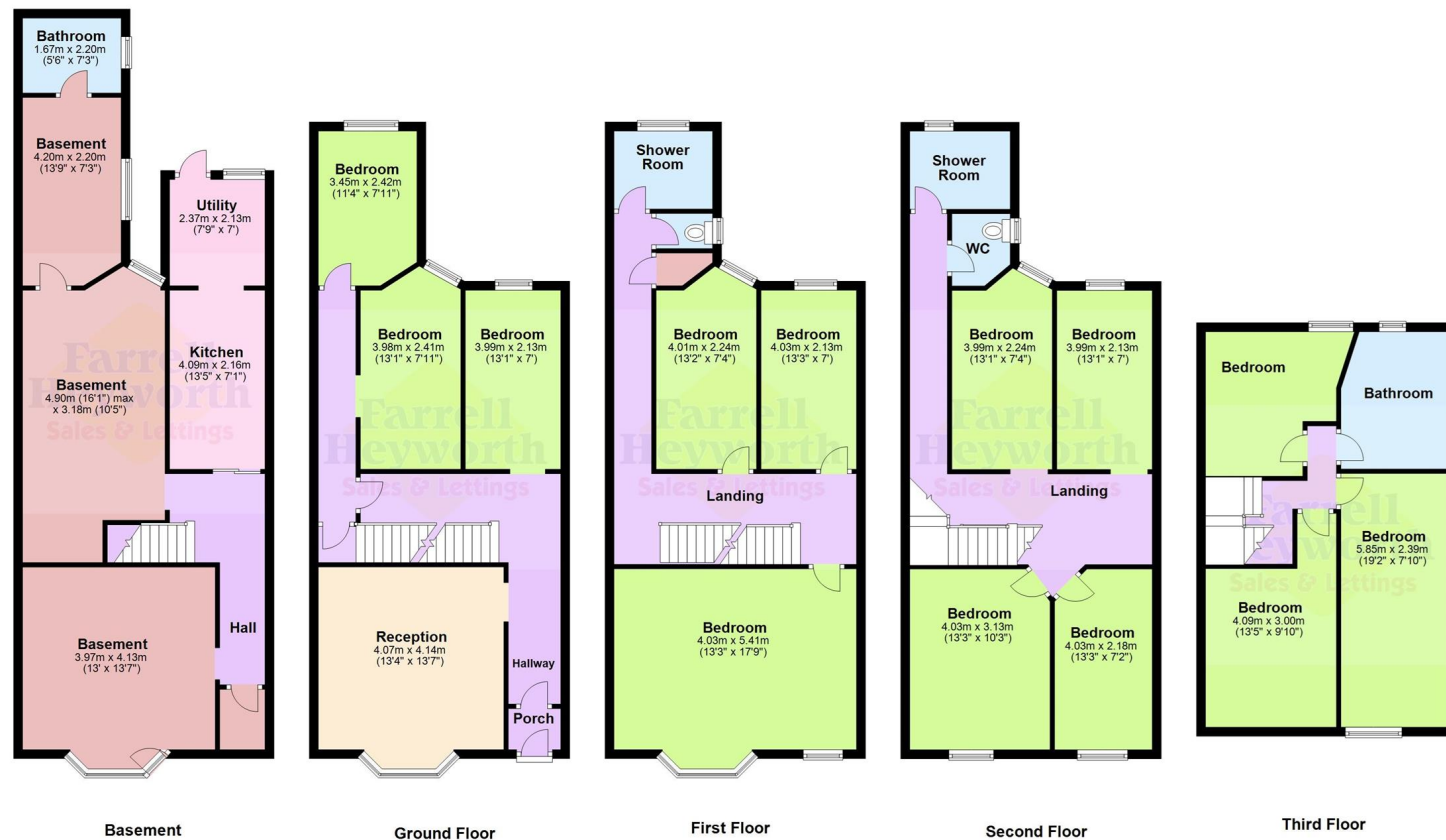 Bathroom
1.67m x 2.20m
(5'6" x 7'3")
Basement
4.20m x 2.20m
(13'9" x 7'3")
Utility
2.37m x 2.13m
(7'9" x 7')
Kitchen
4.09m x 2.16m
(13'5" x 7'1")
Basement
4.90m (16'1") max
x 3.18m (10'5")
Farrell
Heyworth
Sales & Lettings
Hall
Basement
3.97m x 4.13m
(13' x 13'7")
Basement
Bedroom
3.45m x 2.42m
(11'4" x 7'11")
Bedroom
3.98m x 2.41m
(13'1" x 7'11")
Bedroom
3.99m x 2.13m
(13'1" x 7')
Farrell
Heyworth
Sales & Lettings
Reception
4.07m x 4.14m
(13'4" x 13'7")
Hallway
Porch
Ground Floor
Shower
Room
Bedroom
4.01m x 2.24m
(13'2" x 7'4")
Bedroom
4.03m x 2.13m
(13'3" x 7')
Farrell
Heyworth
Sales & Lettings
Landing
Bedroom
4.03m x 5.41m
(13'3" x 17'9")
First Floor
Shower
Room
WC
Bedroom
3.99m x 2.24m
(13'1" x 7'4")
Bedroom
3.99m x 2.13m
(13'1" x 7')
Farrell
Heyworth
Sales & Lettings
Landing
Bedroom
4.03m x 3.13m
(13'3" x 10'3")
Bedroom
4.03m x 2.18m
(13'3" x 7'2")
Second Floor
Bedroom
Bathroom
Farrell
Heyworth
Sales & Lettings
Bedroom
5.85m x 2.39m
(19'2" x 7'10")
Bedroom
4.09m x 3.00m
(13'5" x 9'10")
Third Floor